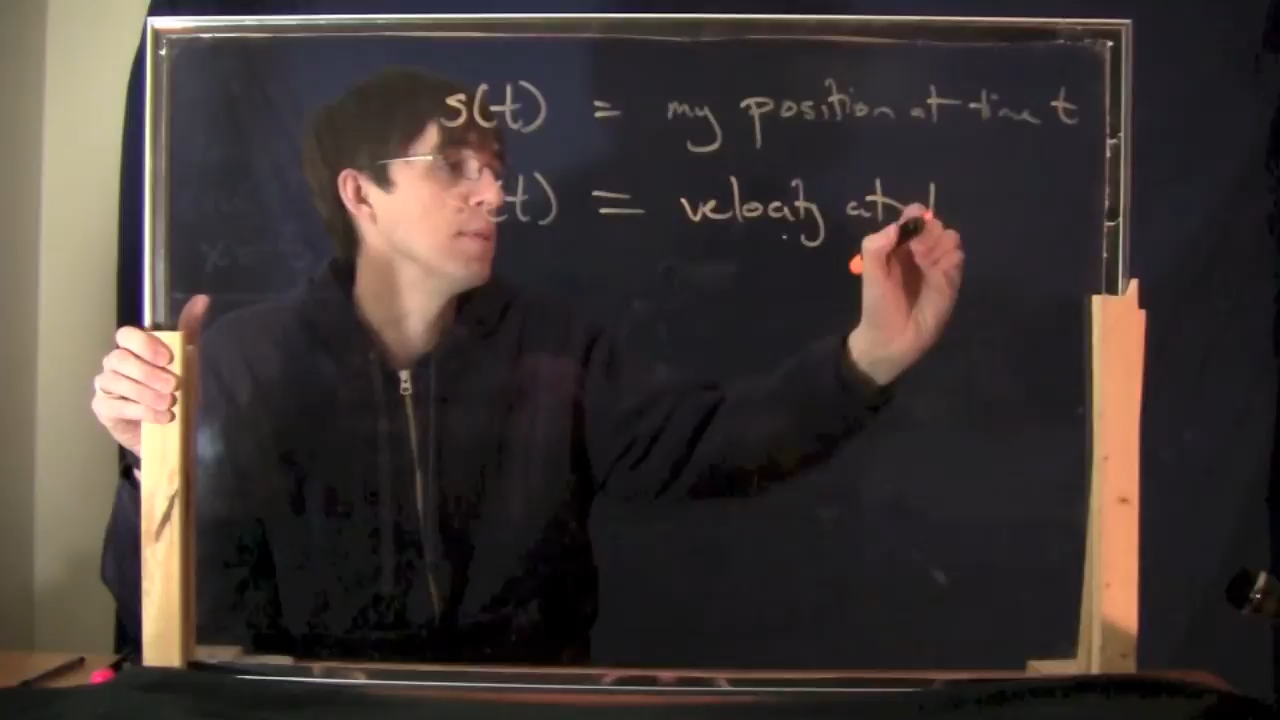 s(t) = my position at time t
(t) = velocity at